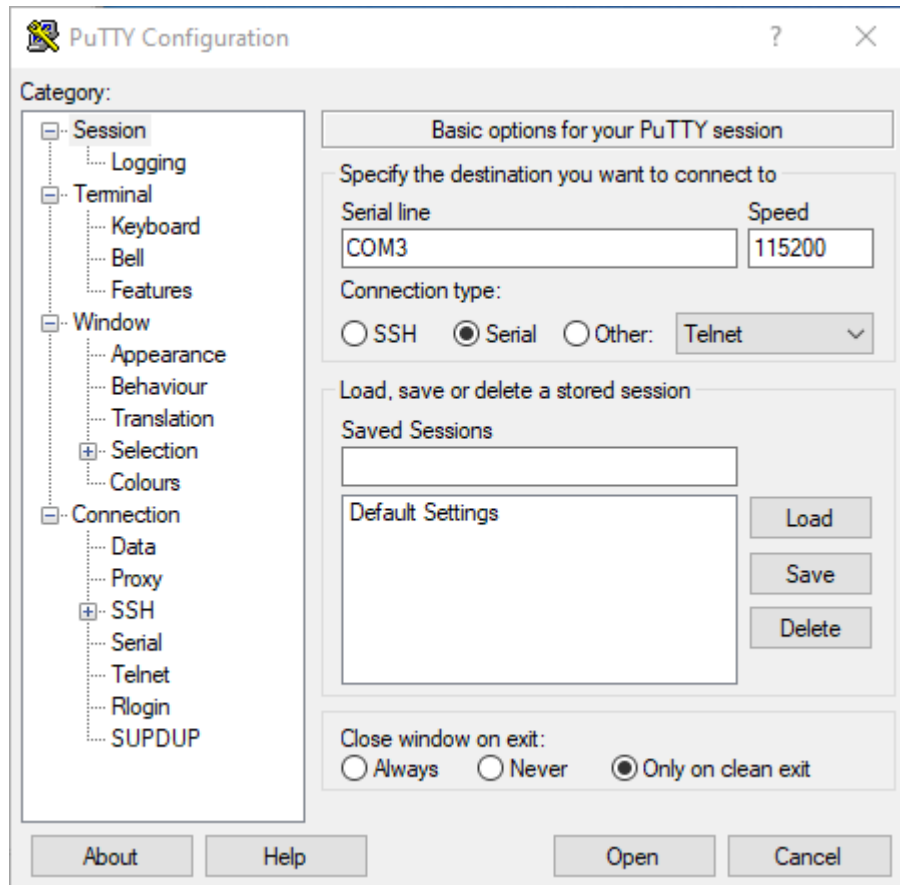 PuTTY Configuration
?
Category:
Session
Logging
Terminal
Keyboard
Bell
Features
Window
Appearance
Behaviour
Translation
Selection
Colours
Connection
Data
Proxy
SSH
Serial
Telnet
Rlogin
SUPDUP
Basic options for your PuTTY session
Specify the destination you want to connect to
Serial line Speed
COM3 115200
Connection type:
SSH Serial Other: Telnet
Load, save or delete a stored session
Saved Sessions
Default Settings
Load
Save
Delete
Close window on exit:
Always Never Only on clean exit
About Help Open Cancel